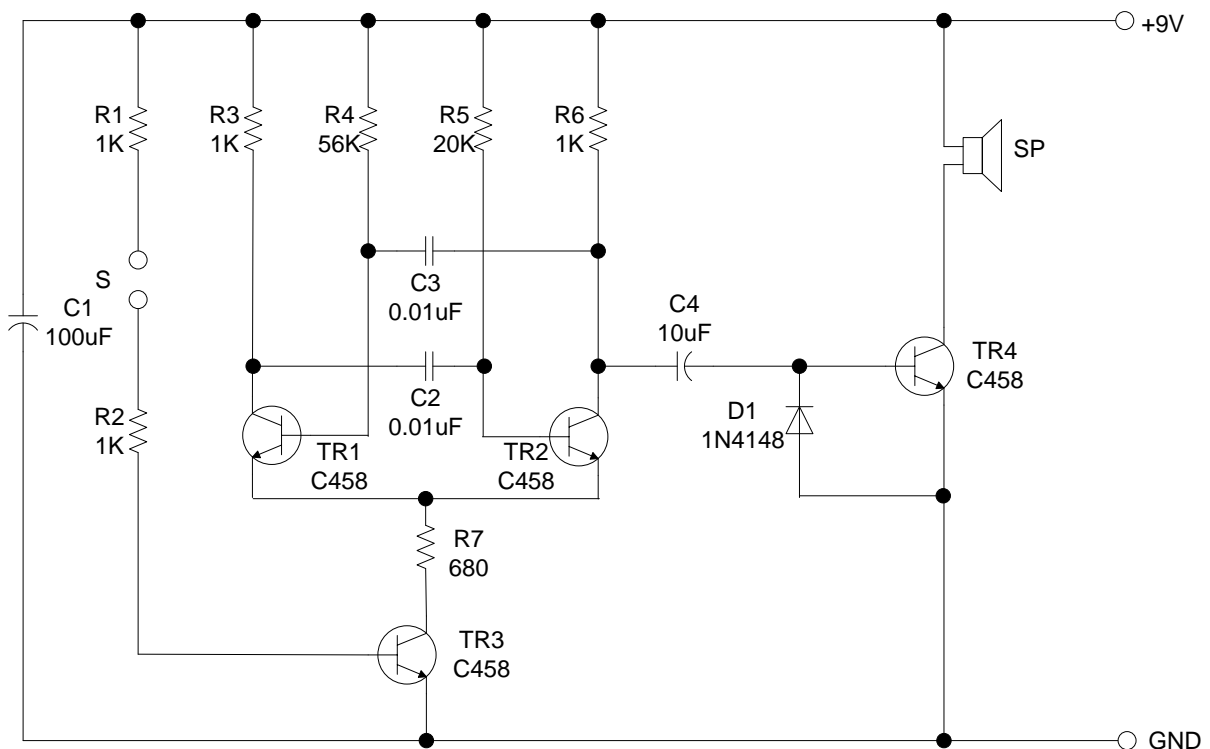 +9V
R1
1K
R3
1K
R4
56K
R5
20K
R6
1K
SP
S
C1
100uF
C3
0.01uF
C4
10uF
TR4
C458
C2
0.01uF
R2
1K
D1
1N4148
TR1
C458
TR2
C458
R7
680
TR3
C458
GND